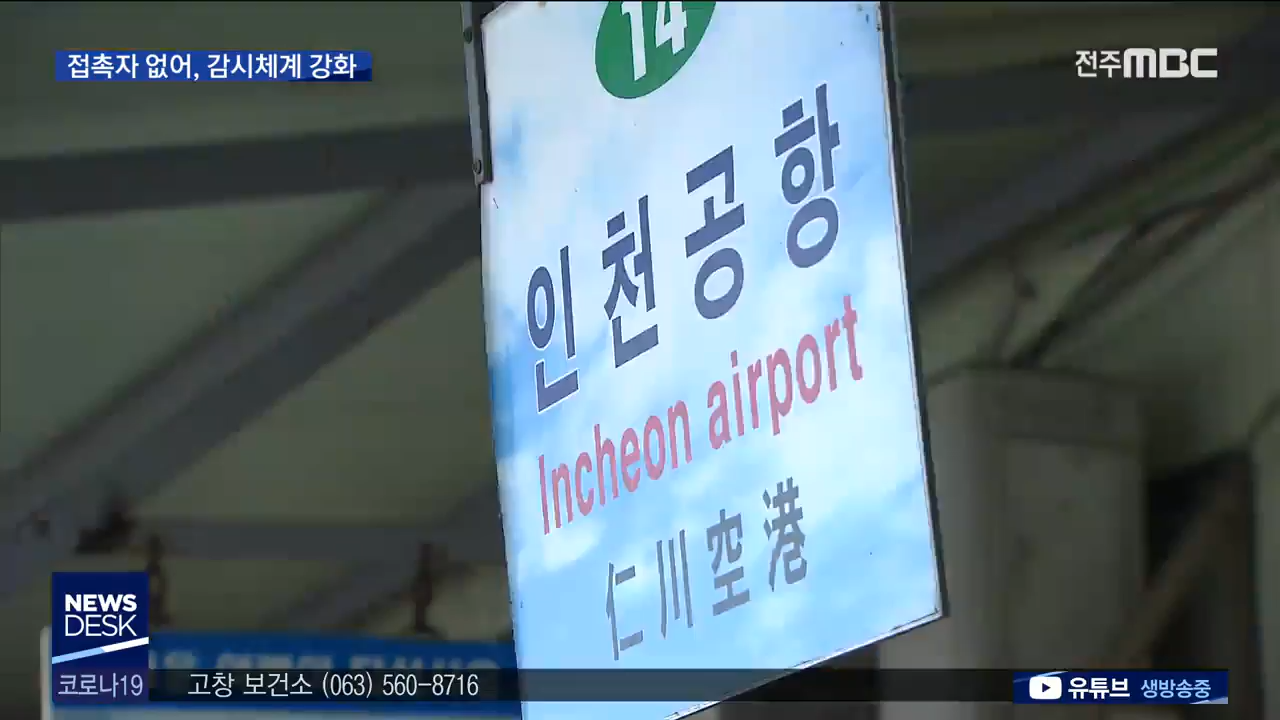 접촉자 없어, 감시체계 강화
전주MBC
14
인천공항
Incheon airport
仁川空港
NEWS
DESK
코로나19
고창 보건소 (063) 560-8716
유튜브 생방송중